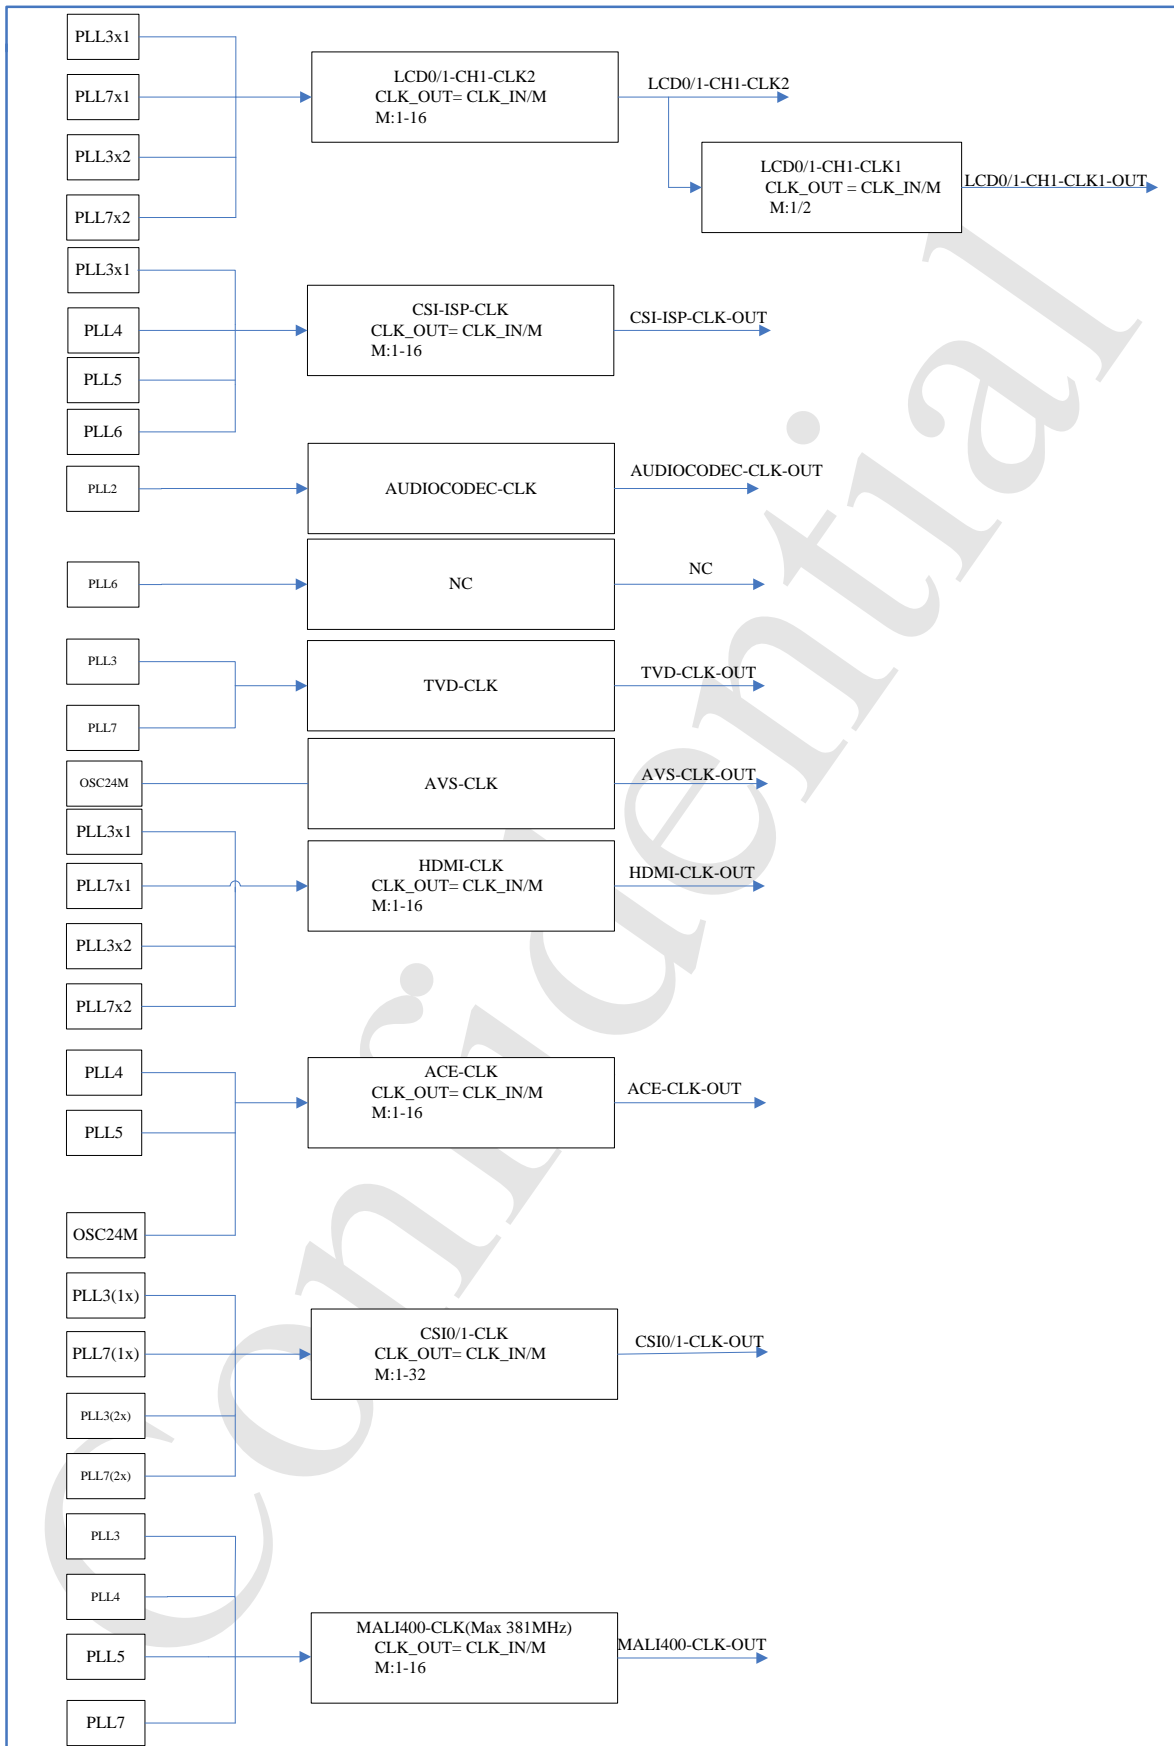 PLL3x1
PLL7x1
PLL3x2
PLL7x2
LCD0/1-CH1-CLK2
CLK_OUT= CLK_IN/M
M:1-16
LCD0/1-CH1-CLK2
LCD0/1-CH1-CLK1
CLK_OUT = CLK_IN/M
M:1/2
LCD0/1-CH1-CLK1-OUT
PLL3x1
PLL4
PLL5
PLL6
CSI-ISP-CLK
CLK_OUT= CLK_IN/M
M:1-16
CSI-ISP-CLK-OUT
PLL2
AUDIOCODEC-CLK
AUDIOCODEC-CLK-OUT
PLL6
NC
NC
PLL3
PLL7
TVD-CLK
TVD-CLK-OUT
OSC24M
AVS-CLK
AVS-CLK-OUT
PLL3x1
PLL7x1
PLL3x2
PLL7x2
HDMI-CLK
CLK_OUT= CLK_IN/M
M:1-16
HDMI-CLK-OUT
PLL4
PLL5
OSC24M
ACE-CLK
CLK_OUT= CLK_IN/M
M:1-16
ACE-CLK-OUT
PLL3(1x)
PLL7(1x)
PLL3(2x)
PLL7(2x)
CSI0/1-CLK
CLK_OUT= CLK_IN/M
M:1-32
CSI0/1-CLK-OUT
PLL3
PLL4
PLL5
PLL7
MALI400-CLK(Max 381MHz)
CLK_OUT= CLK_IN/M
M:1-16
MALI400-CLK-OUT
Confidential